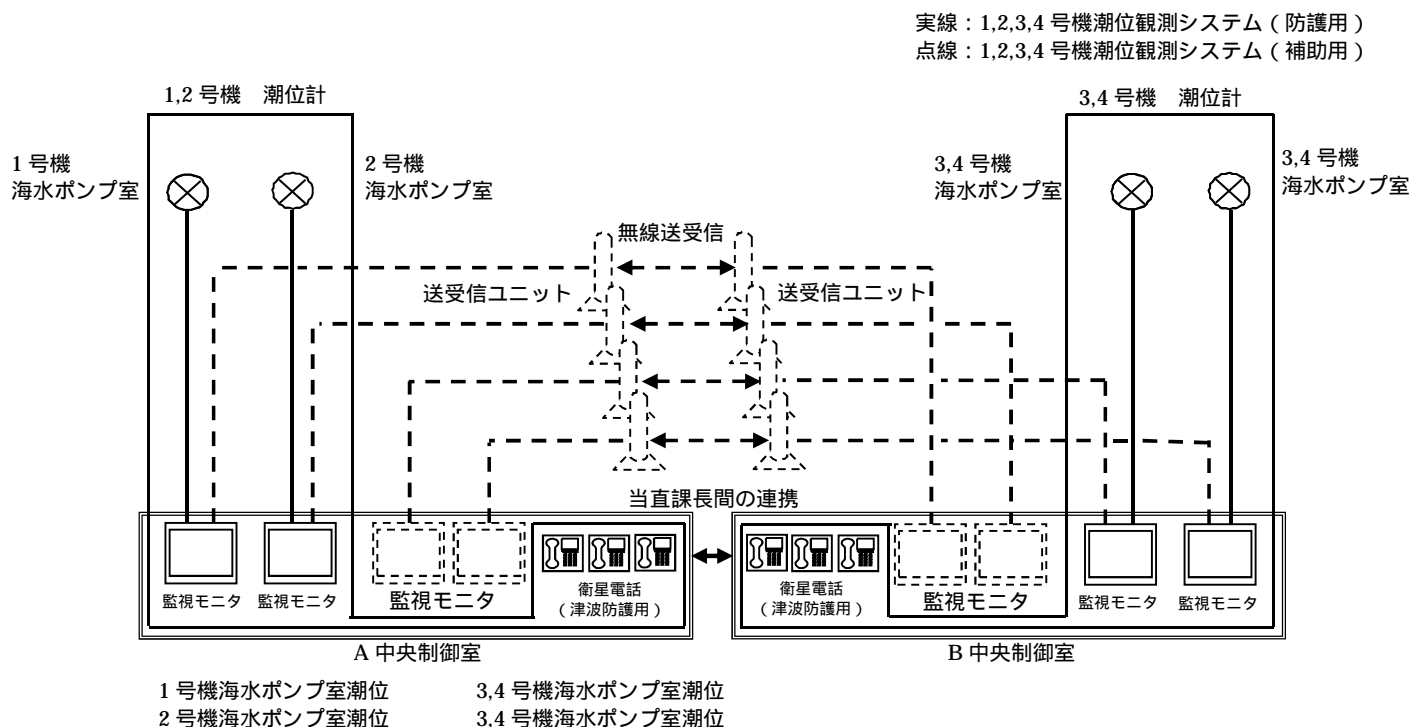 実線：1,2,3,4 号機潮位観測システム（防護用）
点線：1,2,3,4 号機潮位観測システム（補助用）
1,2 号機　潮位計
3,4 号機　潮位計
1 号機
海水ポンプ室
2 号機
海水ポンプ室
3,4 号機
海水ポンプ室
3,4 号機
海水ポンプ室
無線送受信
送受信ユニット
送受信ユニット
当直課長間の連携
監視モニタ
監視モニタ
監視モニタ
衛星電話
（津波防護用）
衛星電話
（津波防護用）
監視モニタ
監視モニタ
監視モニタ
A 中央制御室
B 中央制御室
1 号機海水ポンプ室潮位
3,4 号機海水ポンプ室潮位
2 号機海水ポンプ室潮位
3,4 号機海水ポンプ室潮位